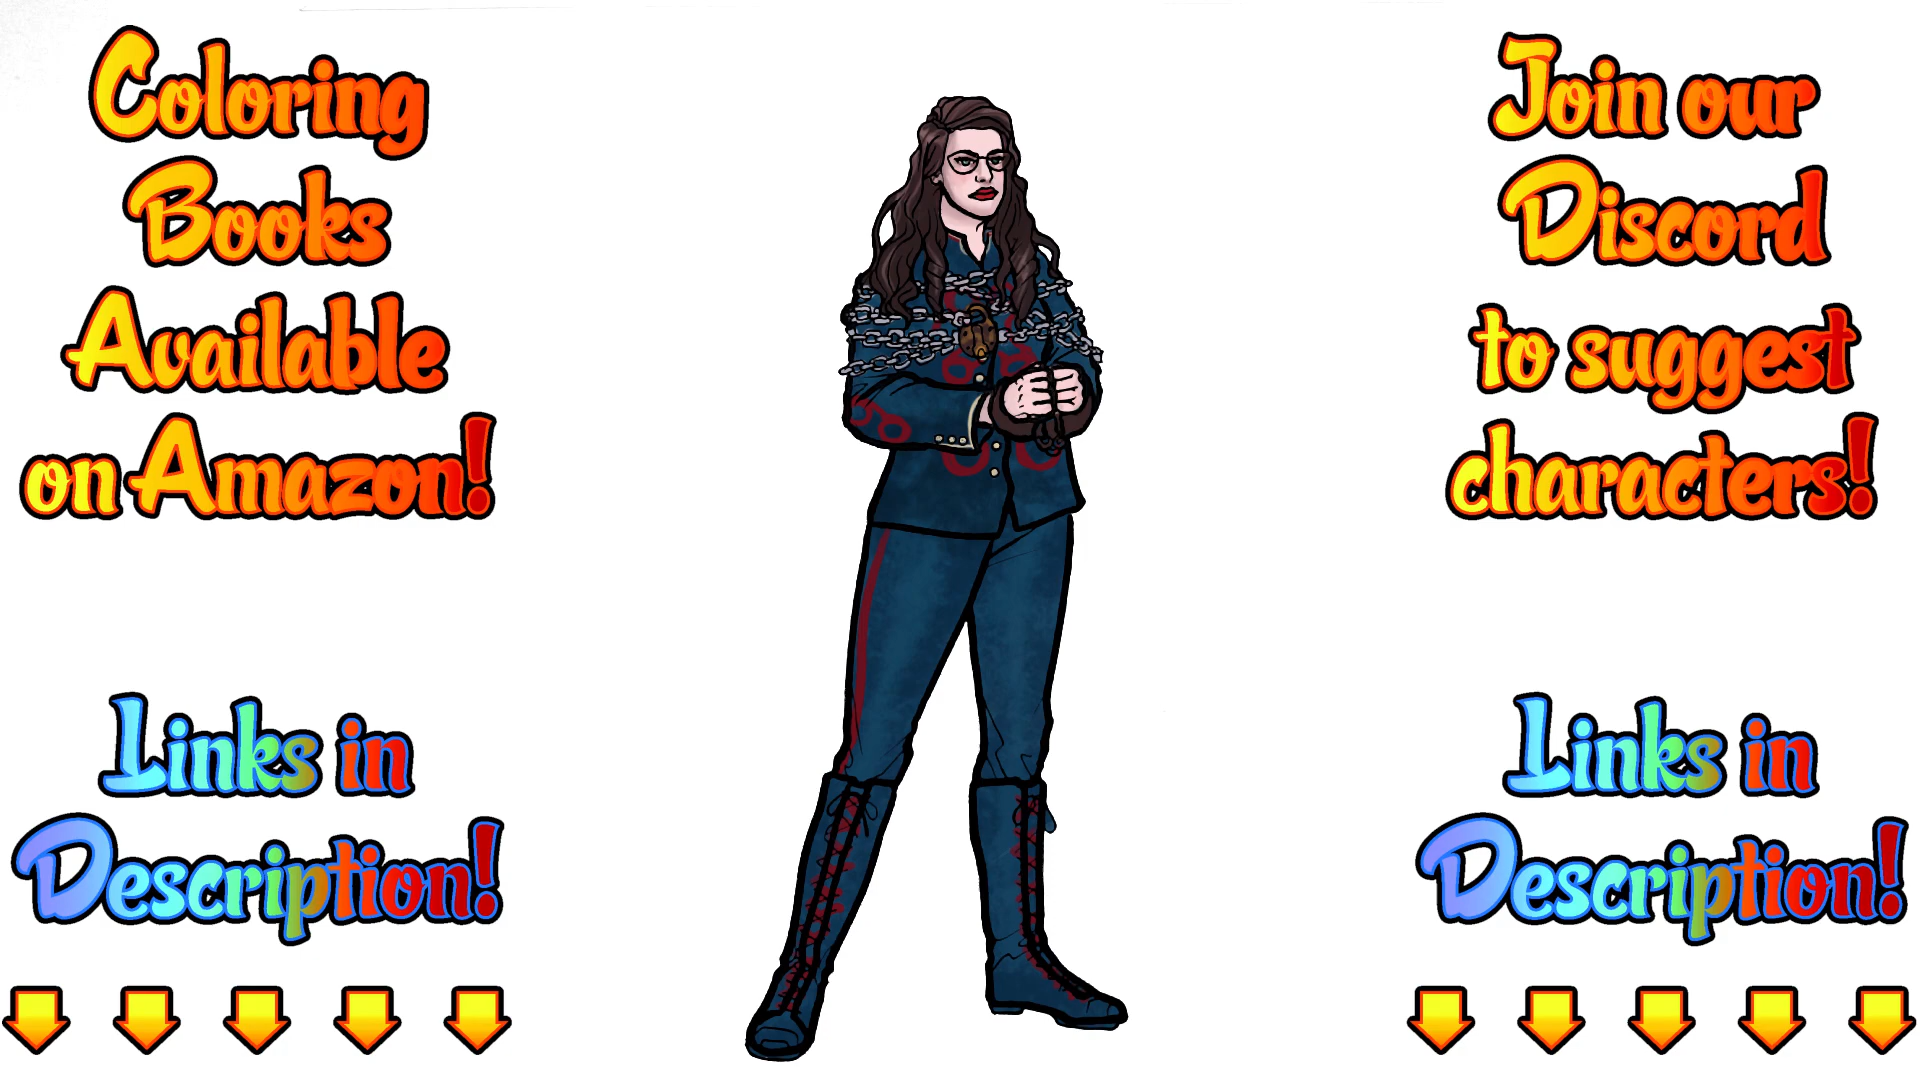 Coloring
Books
Available
on Amazon!
Links in
Description!
Join our
Discord
to suggest
characters!
Links in
Description!